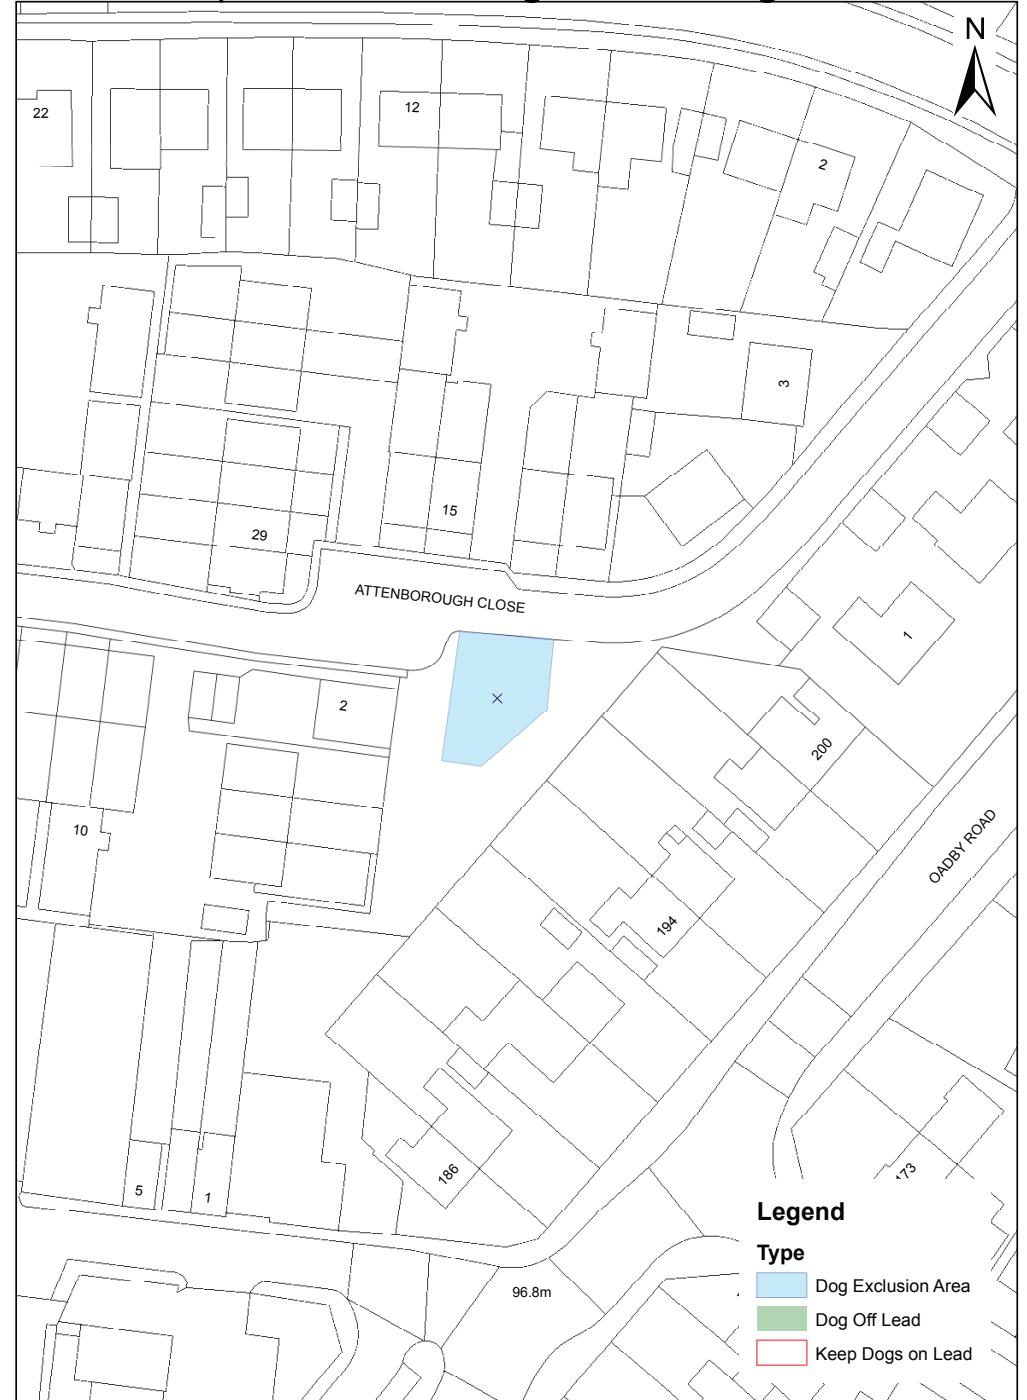 N
22
12
2
3
15
29
ATTENBOROUGH CLOSE
1
2
200
10
OADBY ROAD
194
186
173
5
1
96.8m
Legend
Type
Dog Exclusion Area
Dog Off Lead
Keep Dogs on Lead